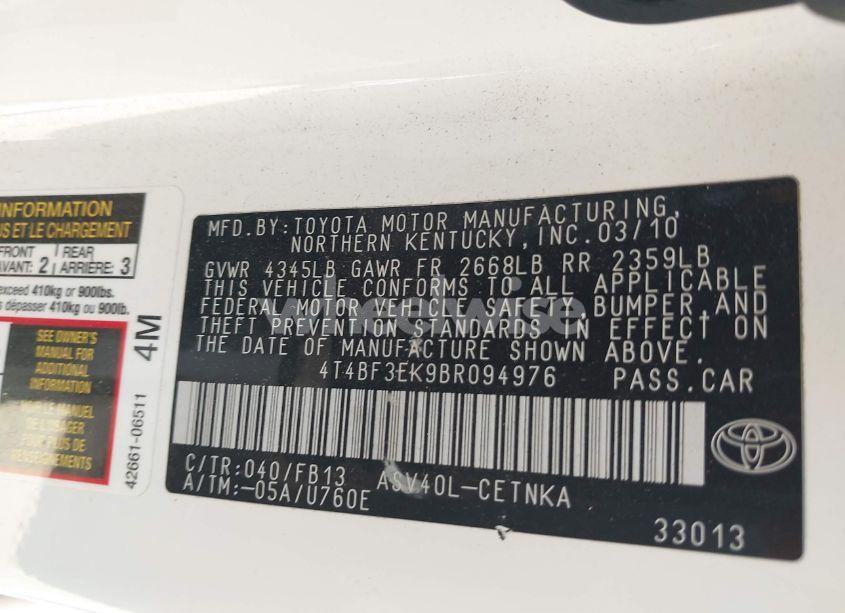 INFORMATION
US ET LE CHARGEMENT
FRONT
AVANT: 2
REAR
ARRIÈRE: 3
exceed 410kg or 900lbs.
dépasser 410kg ou 900lb.
SEE OWNER'S
MANUAL FOR
ADDITIONAL
INFORMATION
VOIR LE MANUEL
DE L'USAGER
POUR PLUS DE
RENSEIGNEMENTS
4M
42661-06511
MFD.BY:TOYOTA MOTOR MANUFACTURING,
NORTHERN KENTUCKY,INC.03/10
GVWR 4345LB GAWR FR 2668LB RR 2359LB
THIS VEHICLE CONFORMS TO ALL APPLICABLE
FEDERAL MOTOR VEHICLE SAFETY,BUMPER,AND
THEFT PREVENTION STANDARDS IN EFFECT ON
THE DATE OF MANUFACTURE SHOWN ABOVE.
4T4BF3EK9BR094976 PASS.CAR
C/TR:040/FB13 ASV40L-CETNKA
A/TM:-05A/U760E
33013
wheelwise